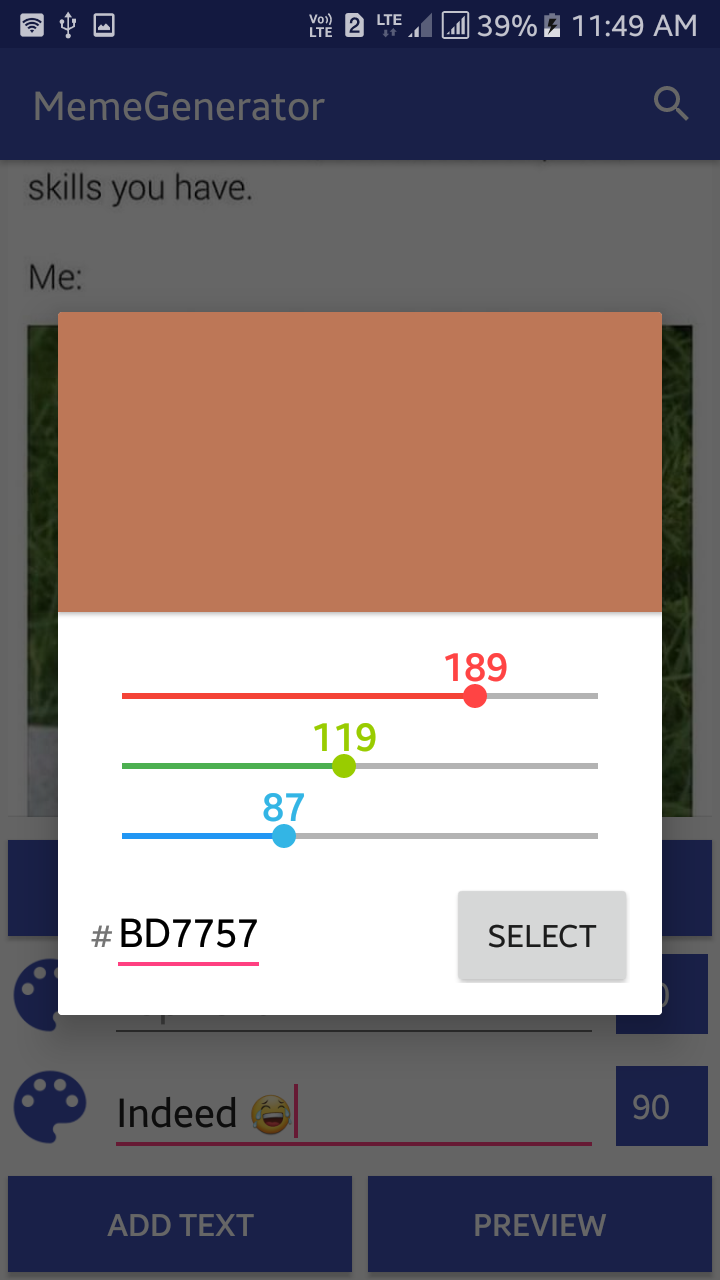 Vo)) LTE 2 LTE 39% 11:49 AM
MemeGenerator
skills you have.
Me:
189
119
87
# BD7757
SELECT
Indeed 😂
90
ADD TEXT
PREVIEW